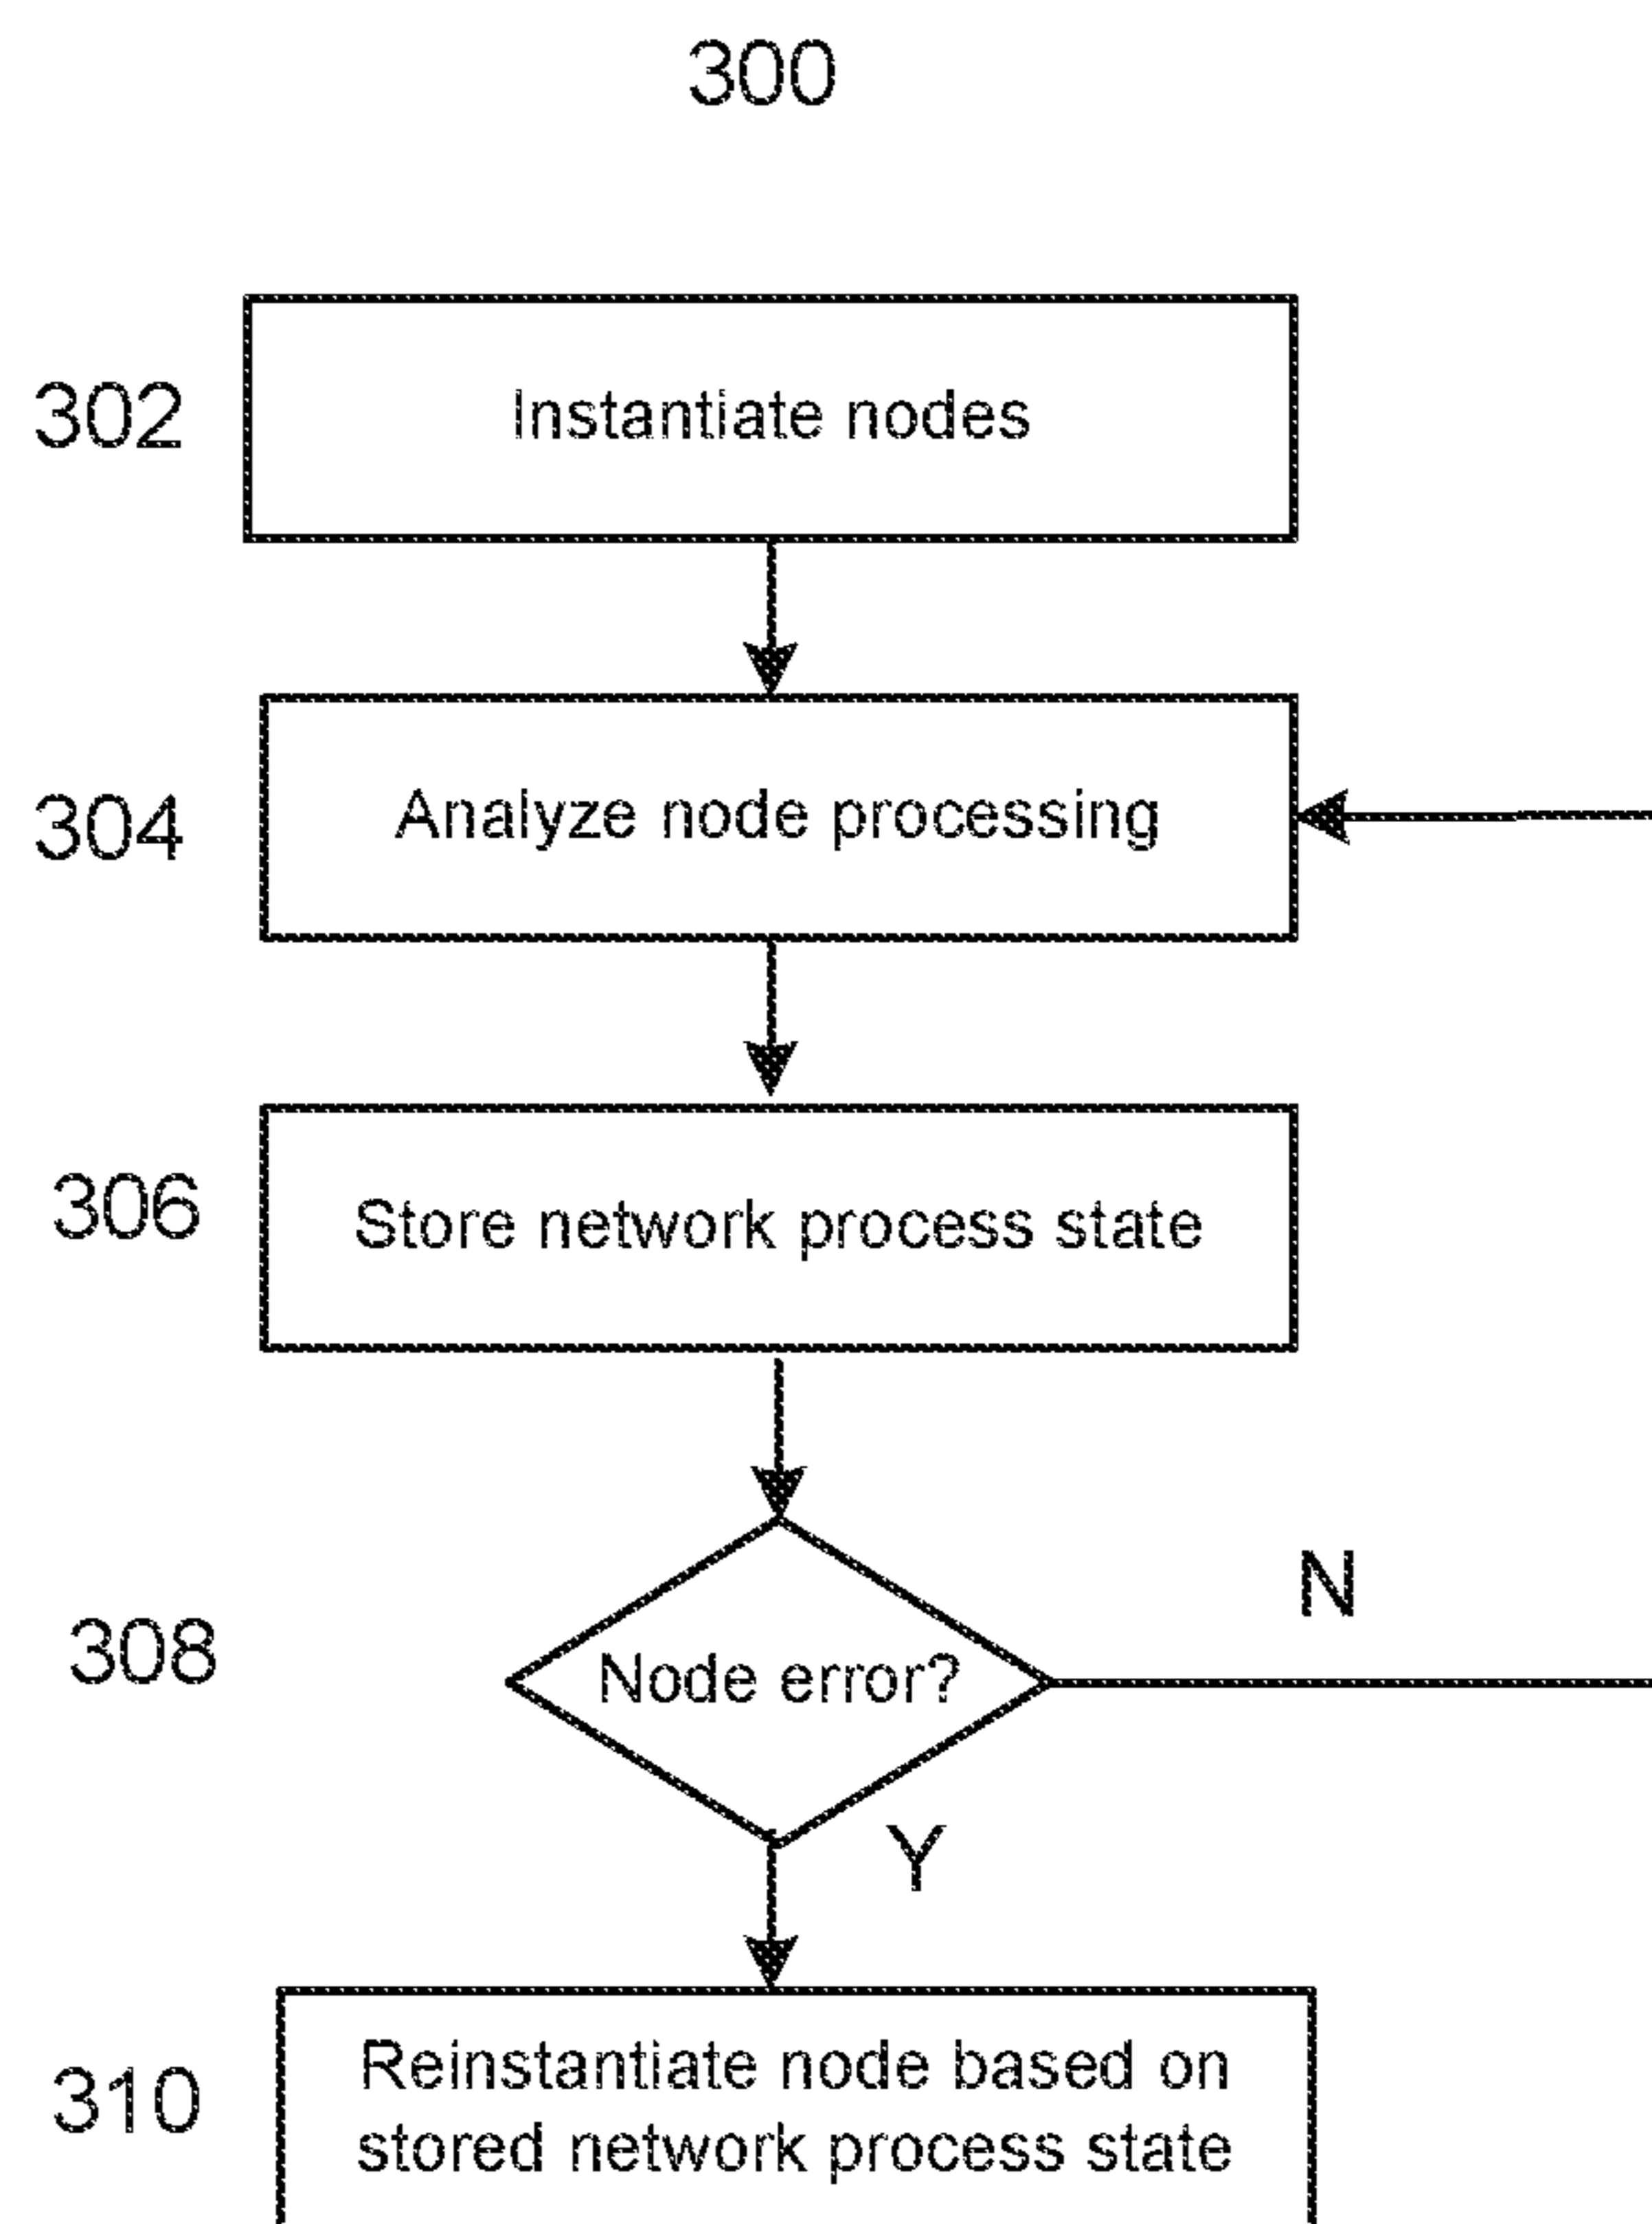 300
302
Instantiate nodes
304
Analyze node processing
306
Store network process state
308
Node error?
N
Y
310
Reinstantiate node based on
stored network process state